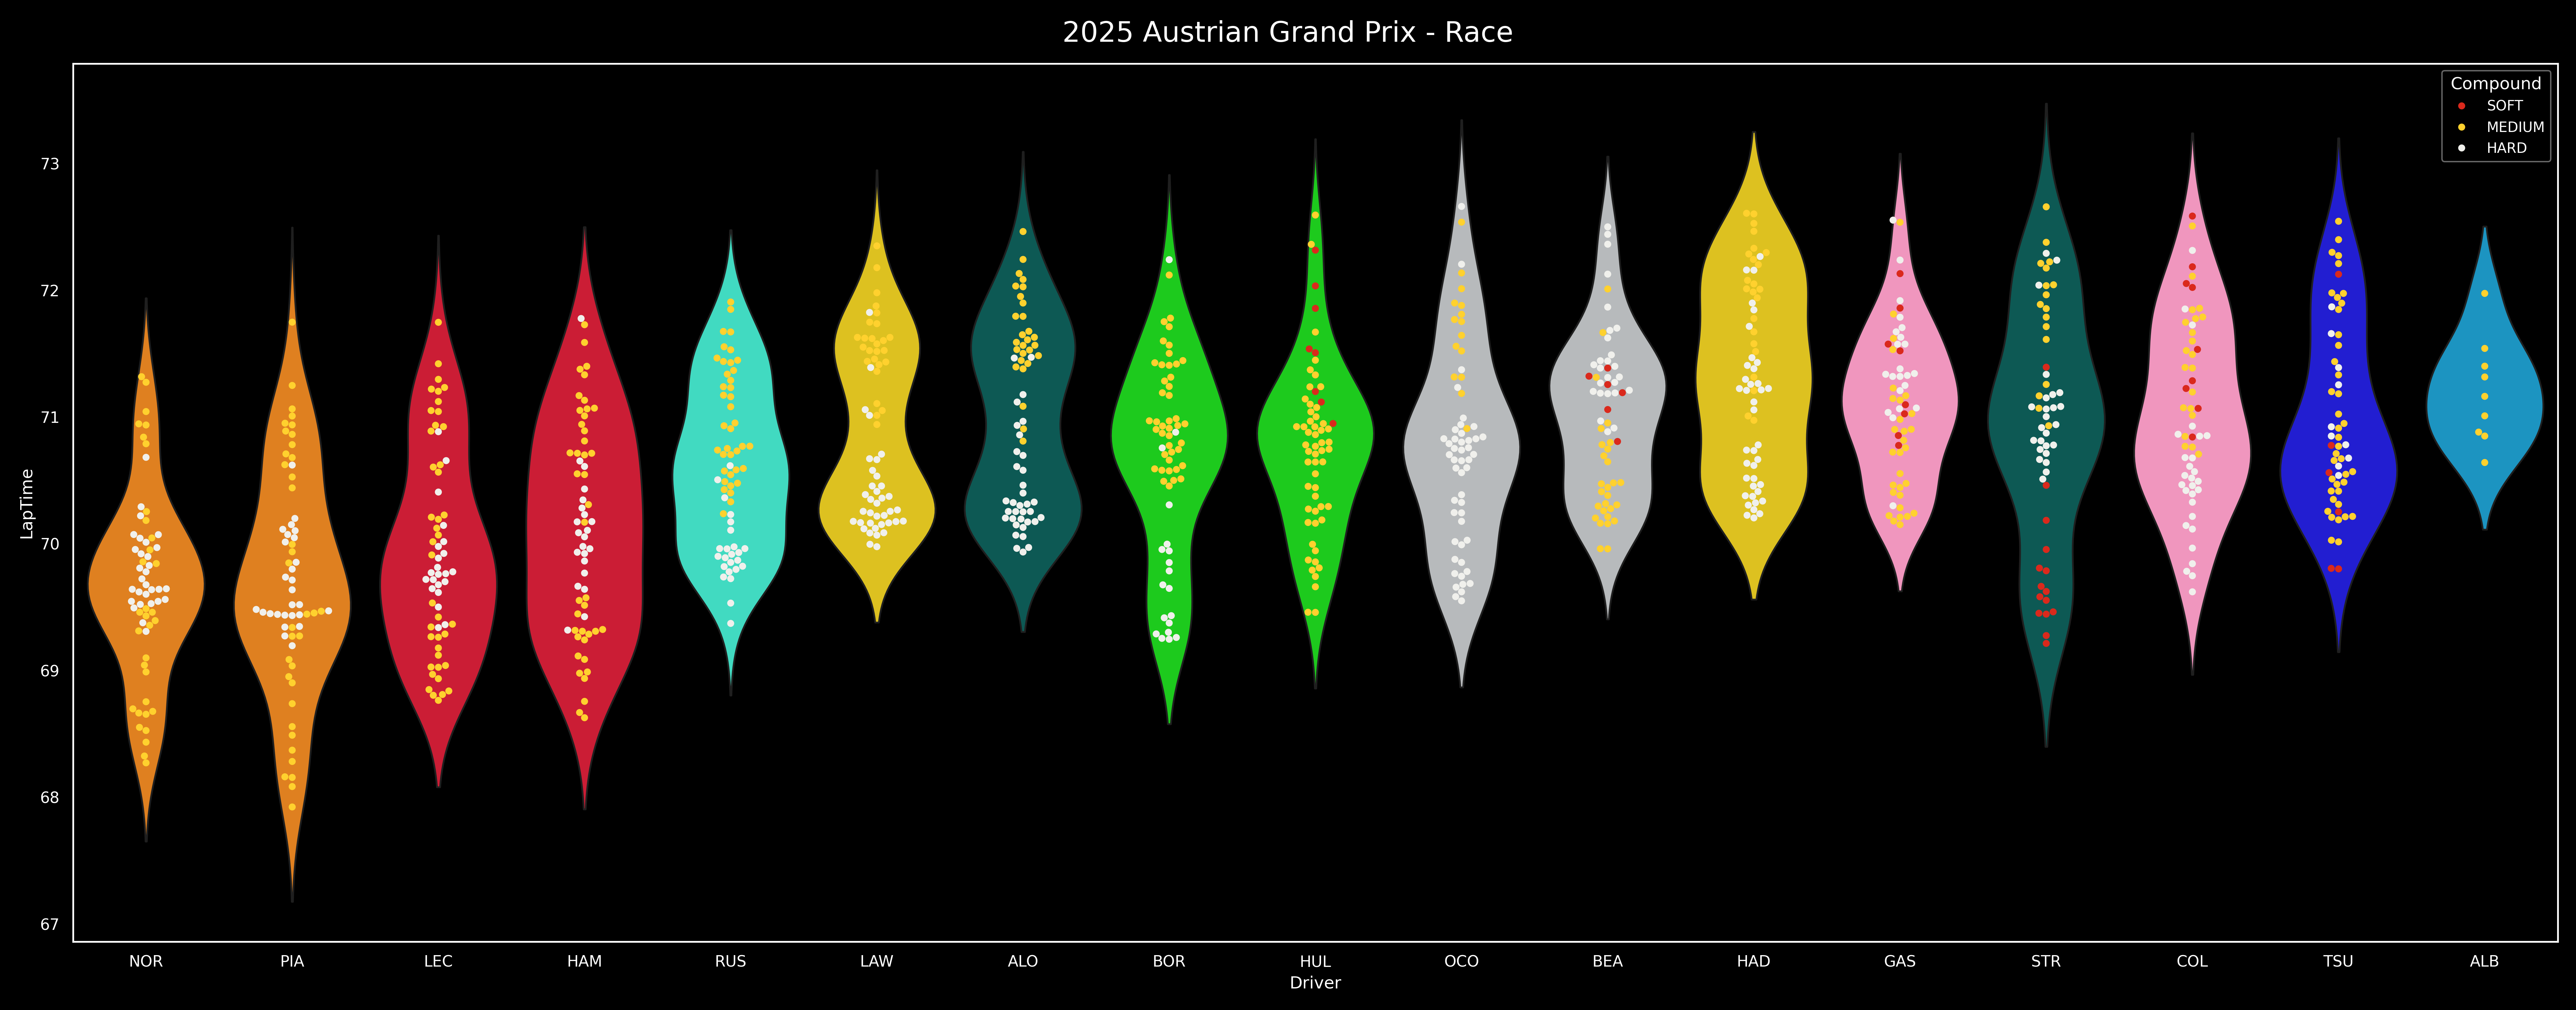 2025 Austrian Grand Prix - Race
Compound
SOFT
MEDIUM
HARD
LapTime
73
72
71
70
69
68
67
NOR PIA LEC HAM RUS LAW ALO BOR HUL OCO BEA HAD GAS STR COL TSU ALB
Driver